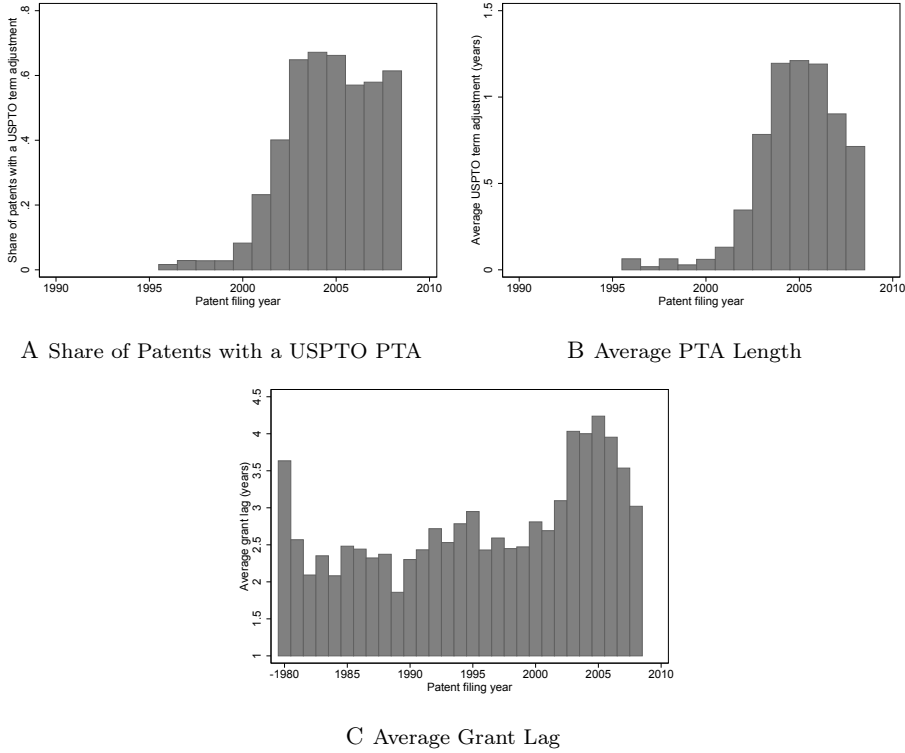 Share of patents with a USPTO term adjustment
.8
.6
.4
.2
0
1990 1995 2000 2005 2010
Patent filing year
A Share of Patents with a USPTO PTA
Average USPTO term adjustment (years)
1.5
1
.5
0
1990 1995 2000 2005 2010
Patent filing year
B Average PTA Length
Average grant lag (years)
4.5
4
3.5
3
2.5
2
1.5
1
-1980 1985 1990 1995 2000 2005 2010
Patent filing year
C Average Grant Lag